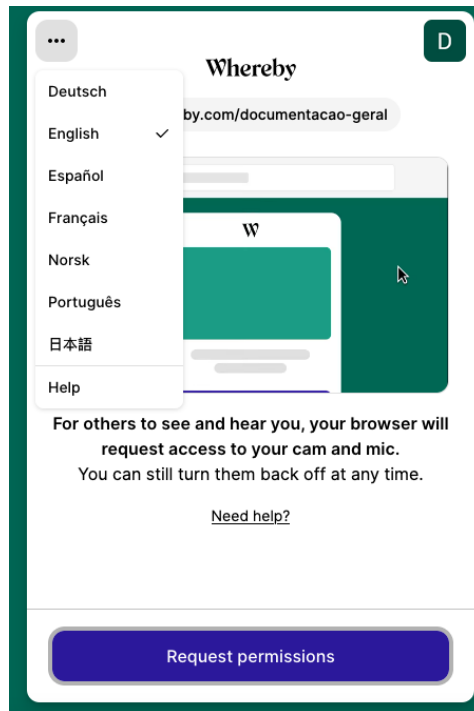 •••
D
Whereby
by.com/documentacao-geral
Deutsch
English
Español
Français
Norsk
Português
日本語
Help
W
For others to see and hear you, your browser will
request access to your cam and mic.
You can still turn them back off at any time.
Need help?
Request permissions